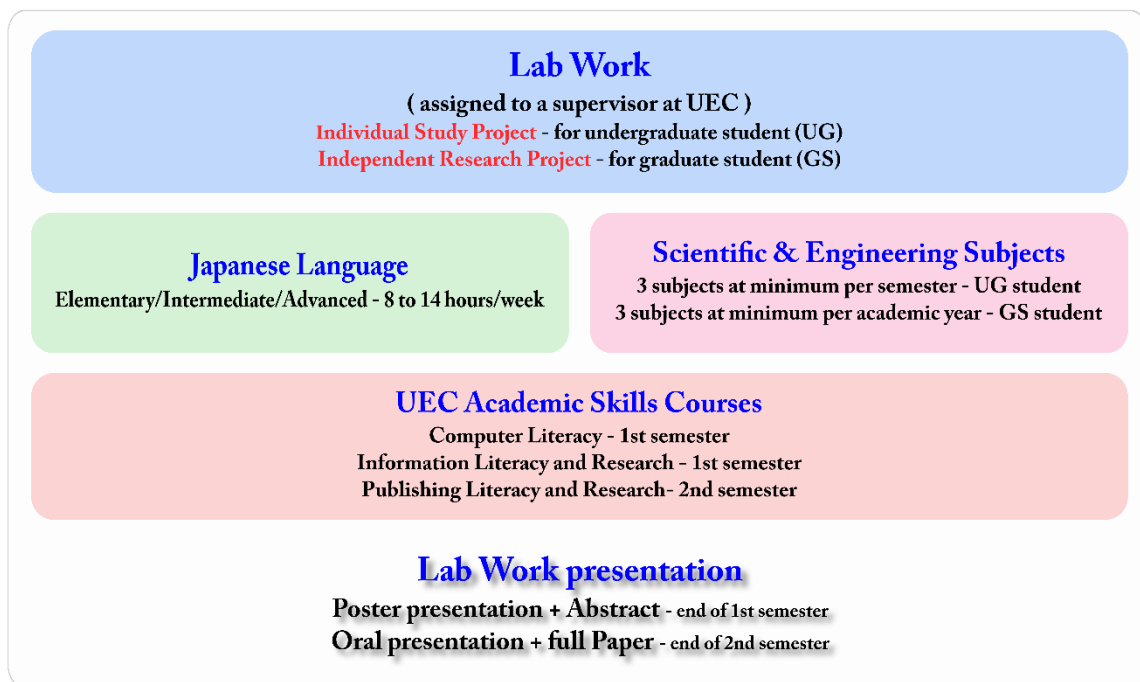 Lab Work
( assigned to a supervisor at UEC )
Individual Study Project - for undergraduate student (UG)
Independent Research Project - for graduate student (GS)
Japanese Language
Elementary/Intermediate/Advanced - 8 to 14 hours/week
Scientific & Engineering Subjects
3 subjects at minimum per semester - UG student
3 subjects at minimum per academic year - GS student
UEC Academic Skills Courses
Computer Literacy - 1st semester
Information Literacy and Research - 1st semester
Publishing Literacy and Research- 2nd semester
Lab Work presentation
Poster presentation + Abstract - end of 1st semester
Oral presentation + full Paper - end of 2nd semester